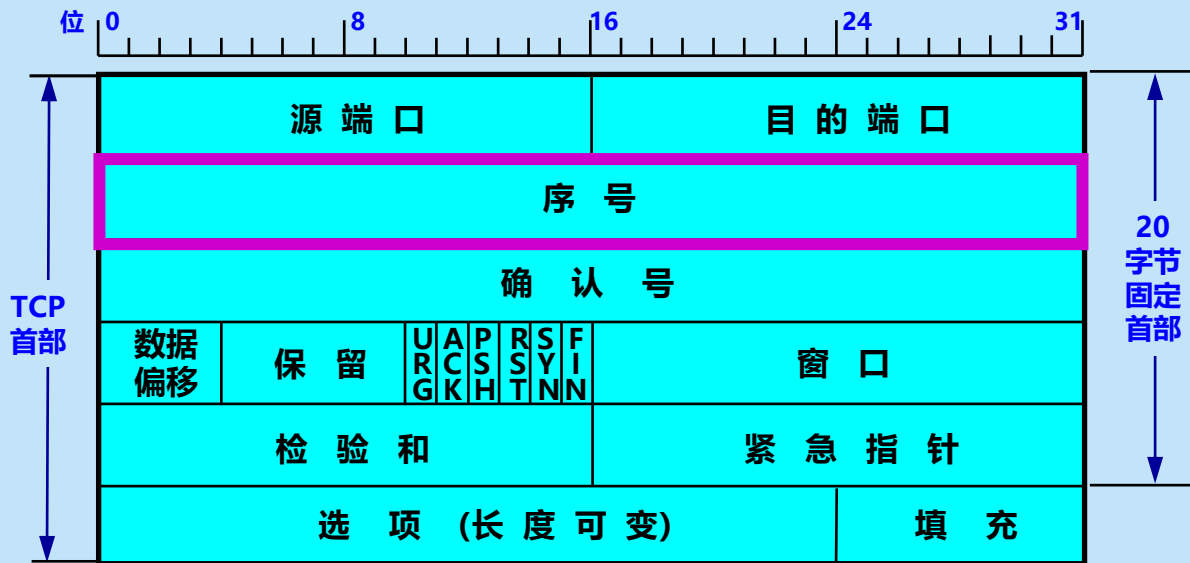 位 0 8 16 24 31
源端口 目的端口
序号
确认号
数据
偏移
保留
URG ACK PSH RST SYN FIN
窗口
检验和 紧急指针
选项 (长度可变) 填充
TCP
首部
20
字节
固定
首部